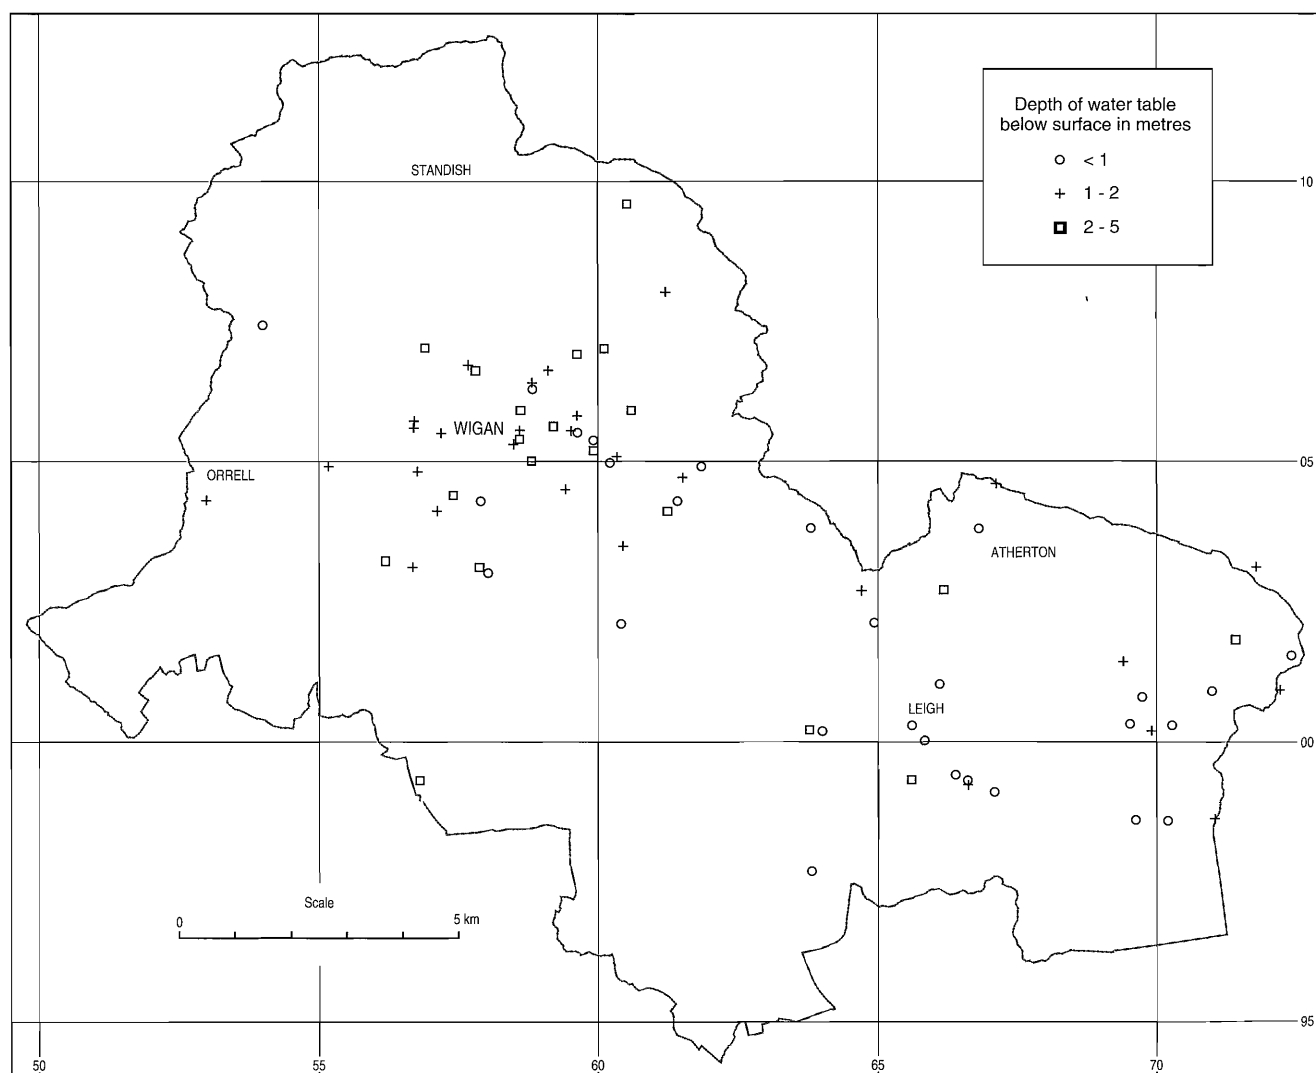 Depth of water table
below surface in metres
< 1
1 - 2
2 - 5
STANDISH
10
WIGAN
ORRELL
05
ATHERTON
LEIGH
00
Scale
0
5 km
95
50
55
60
65
70